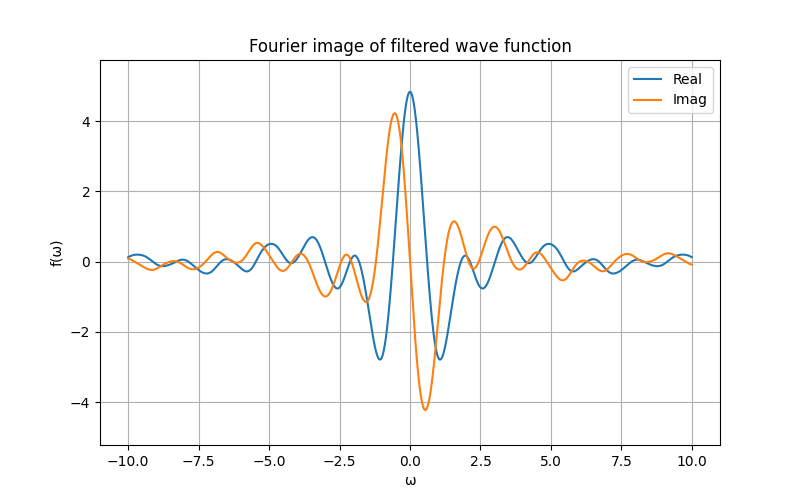 Fourier image of filtered wave function
Real
Imag
f(ω)
4
2
0
−2
−4
−10.0 −7.5 −5.0 −2.5 0.0 2.5 5.0 7.5 10.0
ω